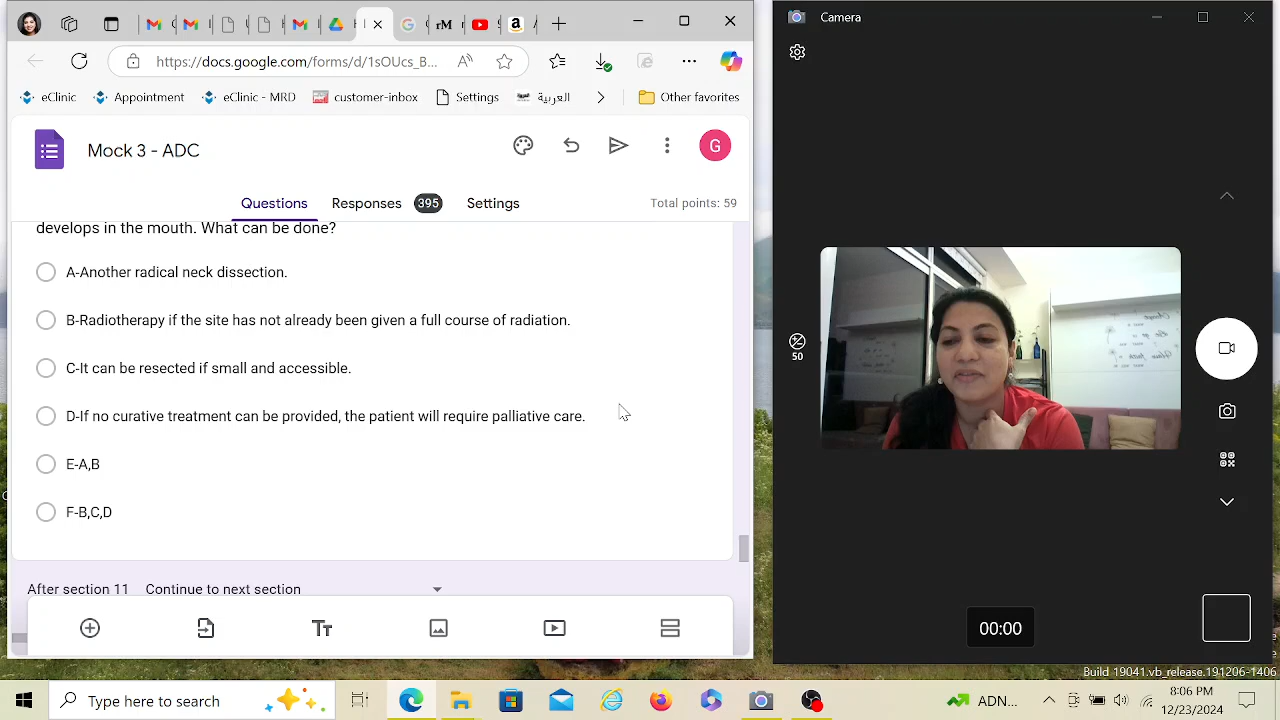 Camera
https://docs.google.com/forms/d/1sOUcs_B...
eClinic
Appointment
eClinic - MRD
customer-inbox
Settings
العربية
Other favorites
Mock 3 - ADC
G
Questions
Responses 395
Settings
Total points: 59
develops in the mouth. What can be done?
A-Another radical neck dissection.
B-Radiotherapy if the site has not already been given a full course of radiation.
C-It can be resected if small and accessible.
D-If no curative treatment can be provided, the patient will require palliative care.
E-A,B
F-B,C,D
After section 11 Continue to next section
50
00:00
Build 19041.vb_release.191206-1406
Type here to search
ADN...
8:06 PM
12/23/2024